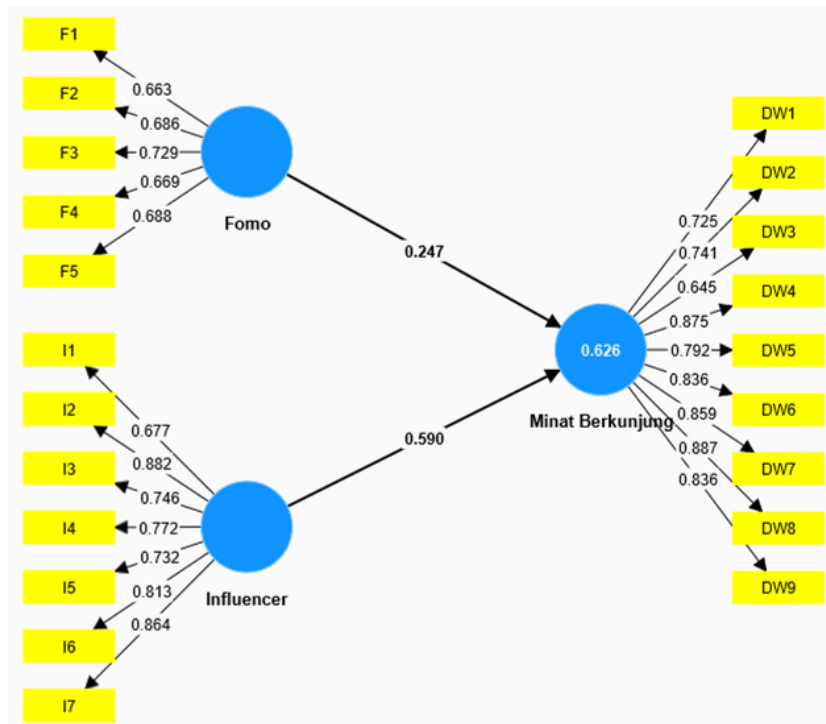 F1
F2
F3
F4
F5
0.663
0.686
0.729
0.669
0.688
Fomo
0.247
I1
I2
I3
I4
I5
I6
I7
0.677
0.882
0.746
0.772
0.732
0.813
0.864
Influencer
0.590
0.626
Minat Berkunjung
0.725
0.741
0.645
0.875
0.792
0.836
0.859
0.887
0.836
DW1
DW2
DW3
DW4
DW5
DW6
DW7
DW8
DW9